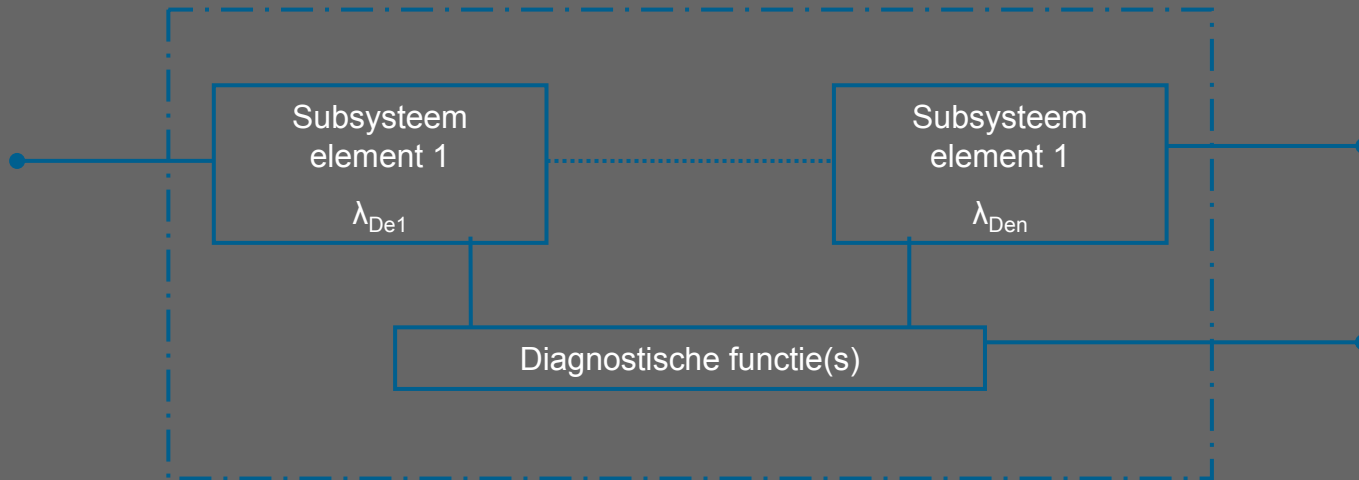 Subsysteem
element 1
λDe1
Subsysteem
element 1
λDen
Diagnostische functie(s)